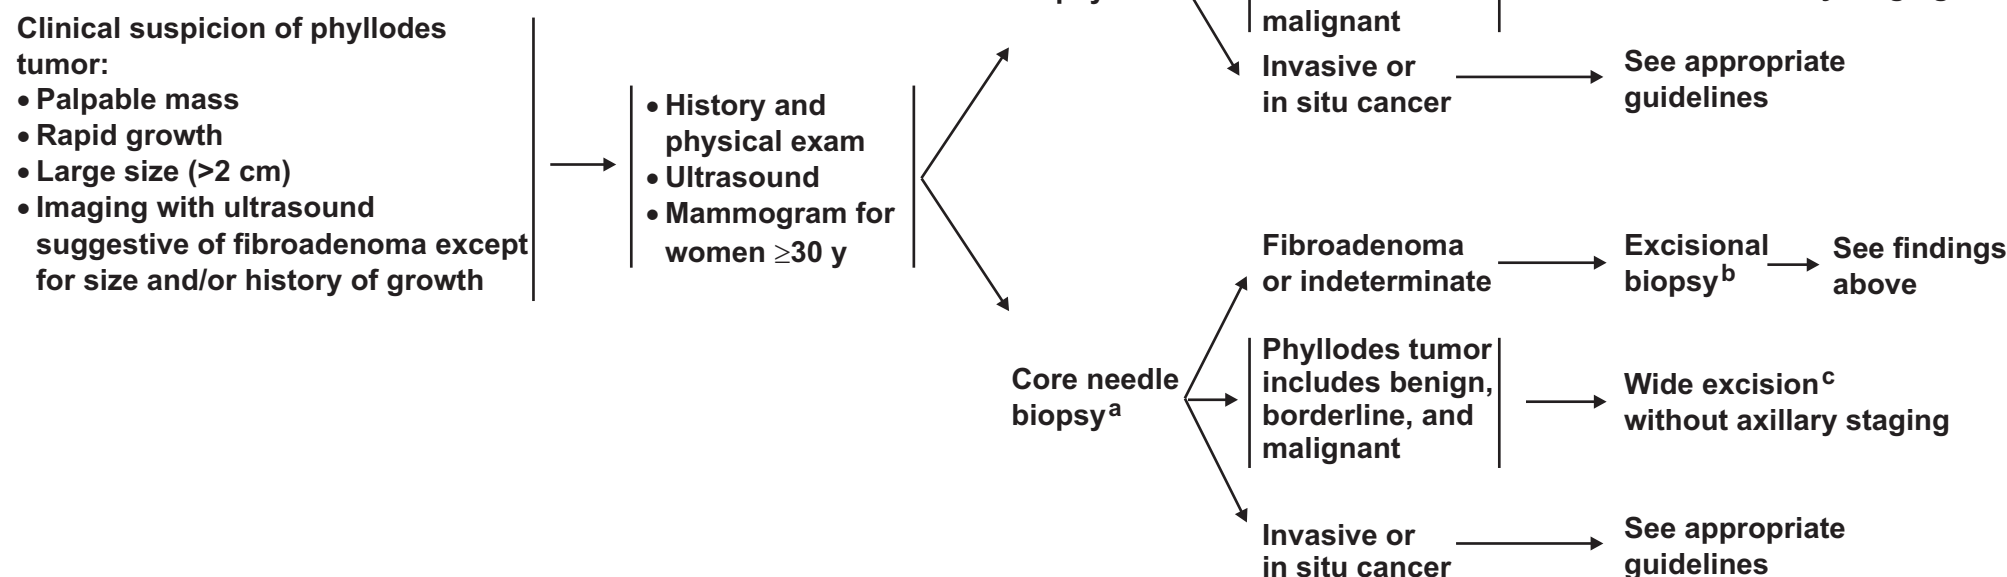 Clinical suspicion of phyllodes
tumor:
• Palpable mass
• Rapid growth
• Large size (>2 cm)
• Imaging with ultrasound
suggestive of fibroadenoma except
for size and/or history of growth
• History and
physical exam
• Ultrasound
• Mammogram for
women ≥30 y
malignant
Invasive or
in situ cancer
See appropriate
guidelines
Core needle
biopsy a
Fibroadenoma
or indeterminate
Excisional
biopsy b
See findings
above
Phyllodes tumor
includes benign,
borderline, and
malignant
Wide excision c
without axillary staging
Invasive or
in situ cancer
See appropriate
guidelines